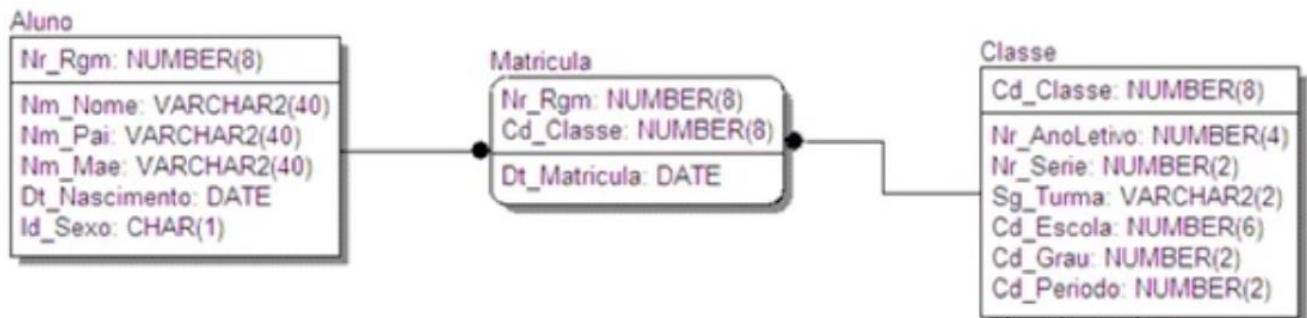 Aluno
Nr_Rgm: NUMBER(8)
Nm_Nome: VARCHAR2(40)
Nm_Pai: VARCHAR2(40)
Nm_Mae: VARCHAR2(40)
Dt_Nascimento: DATE
Id_Sexo: CHAR(1)
Matricula
Nr_Rgm: NUMBER(8)
Cd_Classe: NUMBER(8)
Dt_Matricula: DATE
Classe
Cd_Classe: NUMBER(8)
Nr_AnoLetivo: NUMBER(4)
Nr_Serie: NUMBER(2)
Sg_Turma: VARCHAR2(2)
Cd_Escola: NUMBER(6)
Cd_Grau: NUMBER(2)
Cd_Periodo: NUMBER(2)